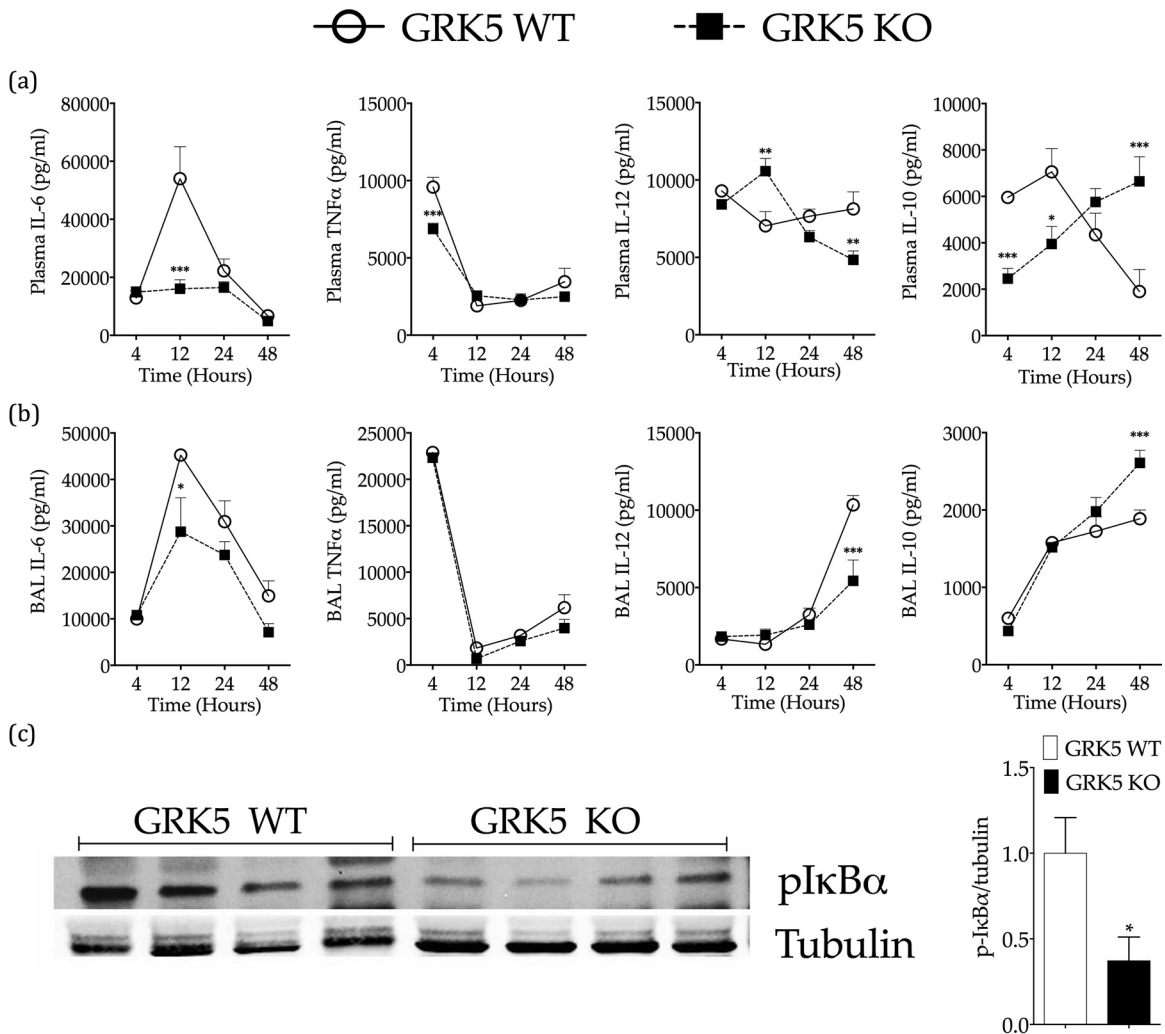 GRK5 WT GRK5 KO
(a)
Plasma IL-6 (pg/ml)
80000
60000
40000
20000
0
***
4 12 24 48
Time (Hours)
Plasma TNFα (pg/ml)
15000
10000
5000
0
***
4 12 24 48
Time (Hours)
Plasma IL-12 (pg/ml)
15000
10000
5000
0
**
**
4 12 24 48
Time (Hours)
Plasma IL-10 (pg/ml)
10000
8000
6000
4000
2000
0
***
*
***
4 12 24 48
Time (Hours)
(b)
BAL IL-6 (pg/ml)
50000
40000
30000
20000
10000
0
*
4 12 24 48
Time (Hours)
BAL TNFα (pg/ml)
25000
20000
15000
10000
5000
0
4 12 24 48
Time (Hours)
BAL IL-12 (pg/ml)
15000
10000
5000
0
***
4 12 24 48
Time (Hours)
BAL IL-10 (pg/ml)
3000
2000
1000
0
***
4 12 24 48
Time (Hours)
(c)
GRK5 WT GRK5 KO
pIκBα
Tubulin
GRK5 WT
GRK5 KO
p-IκBα/tubulin
1.5
1.0
0.5
0.0
*